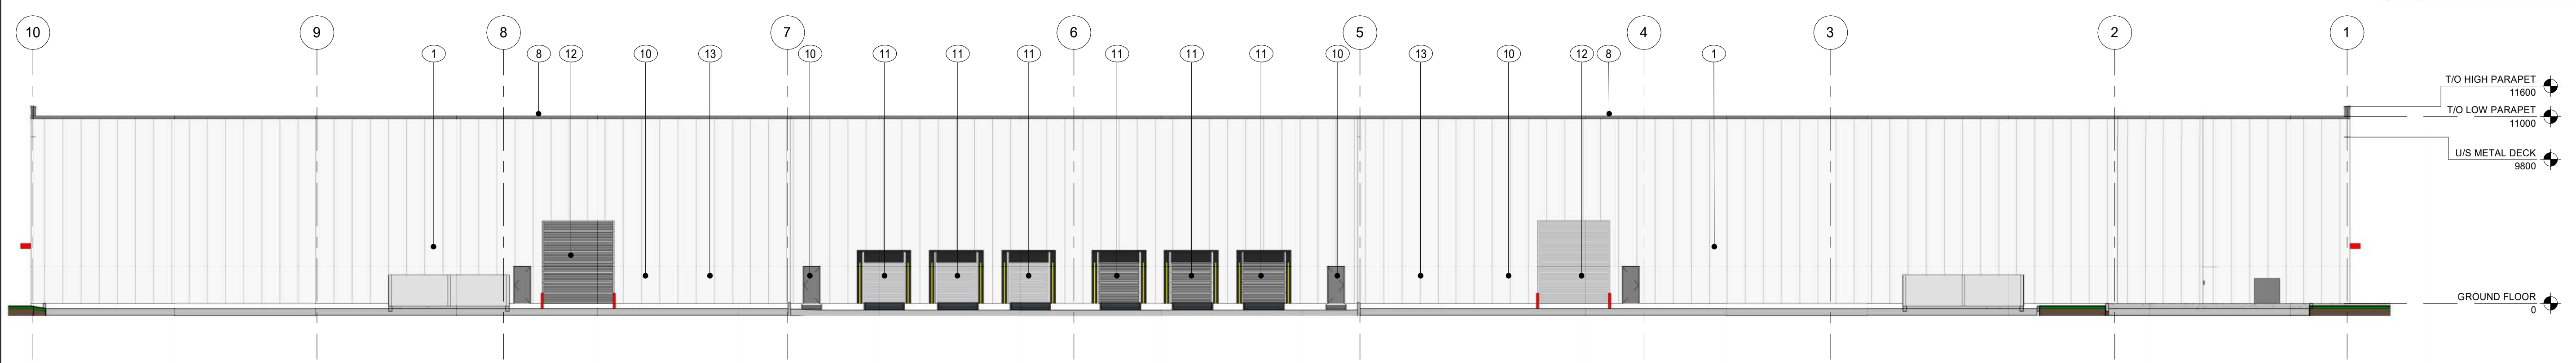 10 9 8 7 6 5 4 3 2 1
1 8 12 10 13 10 11 11 11 11 11 11 10 13 10 12 8 1
T/O HIGH PARAPET
11600
T/O LOW PARAPET
11000
U/S METAL DECK
9800
GROUND FLOOR
0